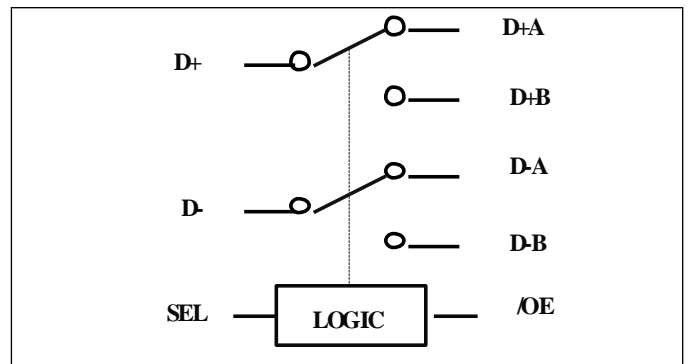 D+ D+A
D+B
D- D-A
D-B
SEL LOGIC /OE